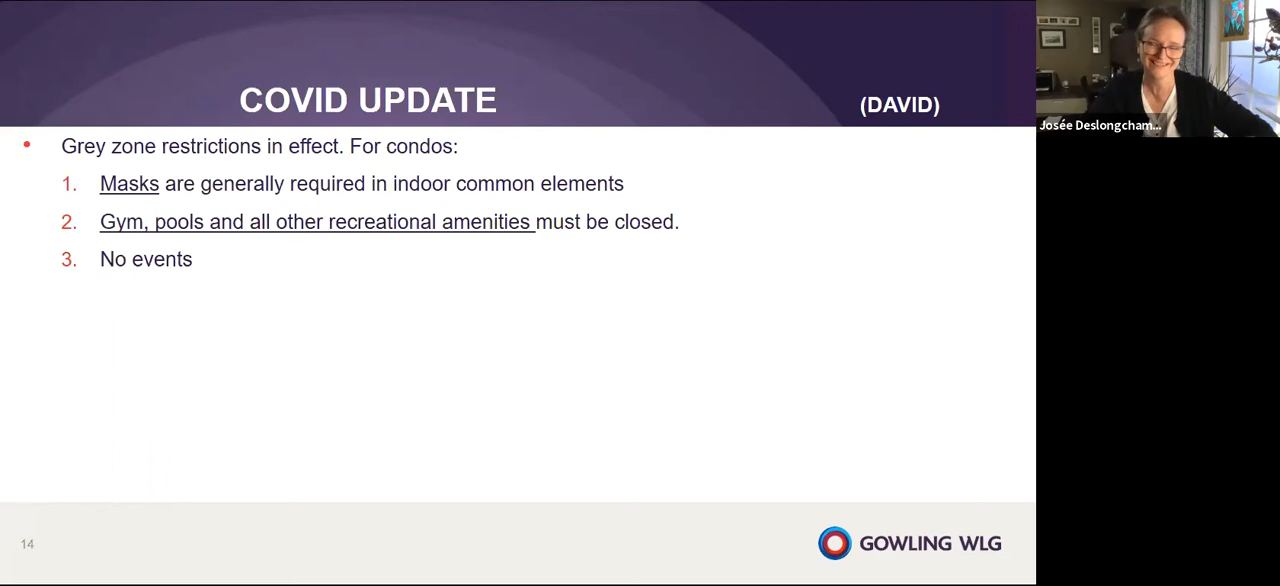 COVID UPDATE
(DAVID)
Josée Deslongcham...
• Grey zone restrictions in effect. For condos:
1. Masks are generally required in indoor common elements
2. Gym, pools and all other recreational amenities must be closed.
3. No events
14
GOWLING WLG